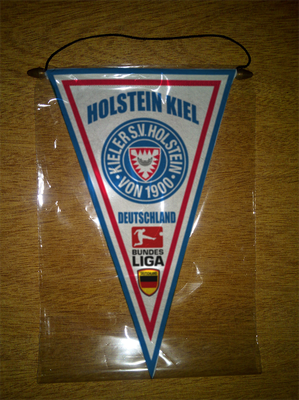 HOLSTEIN KIEL
KIELER S.V. HOLSTEIN
VON 1900
DEUTSCHLAND
BUNDES
LIGA